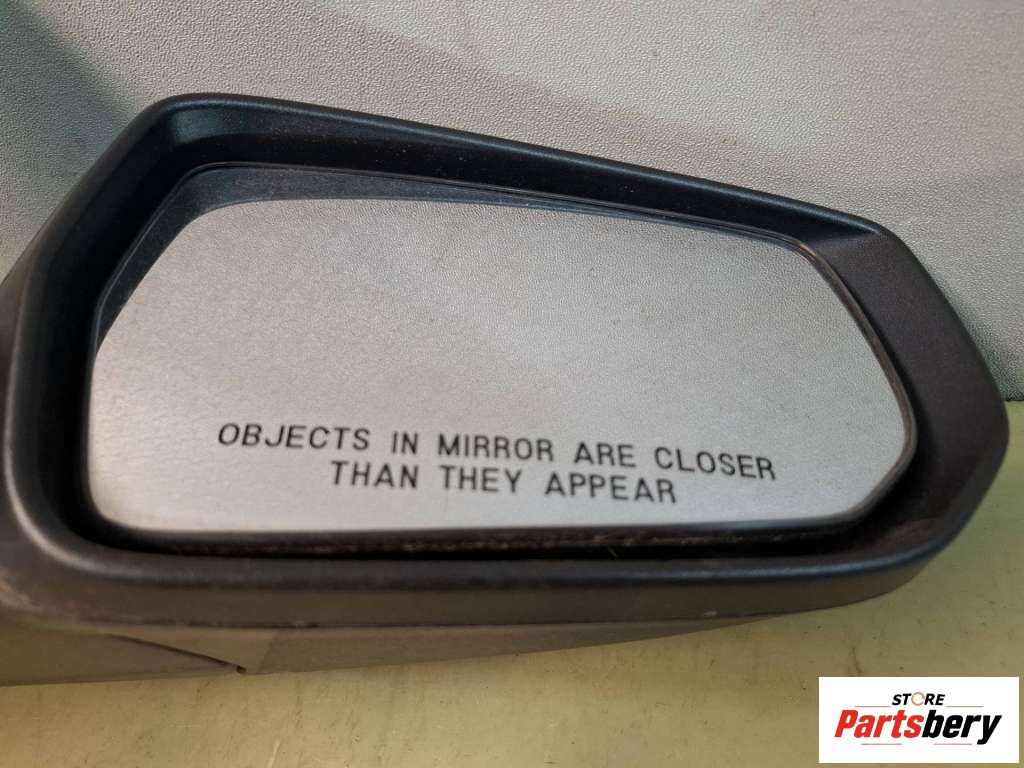 OBJECTS IN MIRROR ARE CLOSER
THAN THEY APPEAR
STORE
Partsbery